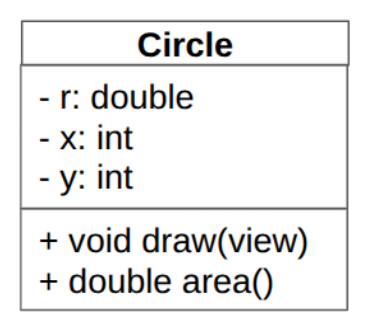 Circle
- r: double
- x: int
- y: int
+ void draw(view)
+ double area()